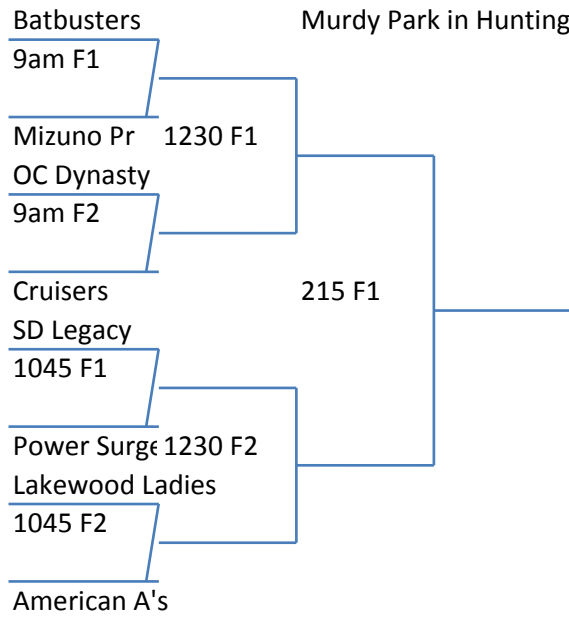 Batbusters Murdy Park in Hunting
9am F1
Mizuno Pr 1230 F1
OC Dynasty
9am F2
Cruisers 215 F1
SD Legacy
1045 F1
Power Surge 1230 F2
Lakewood Ladies
1045 F2
American A's